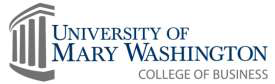 UNIVERSITY OF
MARY WASHINGTON
COLLEGE OF BUSINESS